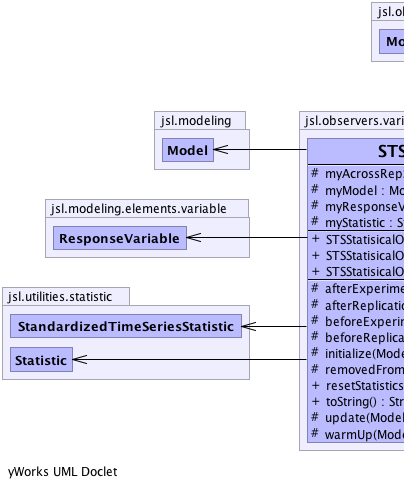 jsl.ob
Mo
jsl.modeling
Model
jsl.modeling.elements.variable
ResponseVariable
jsl.utilities.statistic
StandardizedTimeSeriesStatistic
Statistic
jsl.observers.vari
STS
# myAcrossRep
# myModel : Mo
# myResponseV
# myStatistic : S
+ STSStatisicalO
+ STSStatisicalO
+ STSStatisicalO
# afterExperime
# afterReplicatio
# beforeExperim
# beforeReplica
# initialize(Mode
# removedFrom
+ resetStatistics
+ toString() : Str
# update(Model
# warmUp(Mode
yWorks UML Doclet